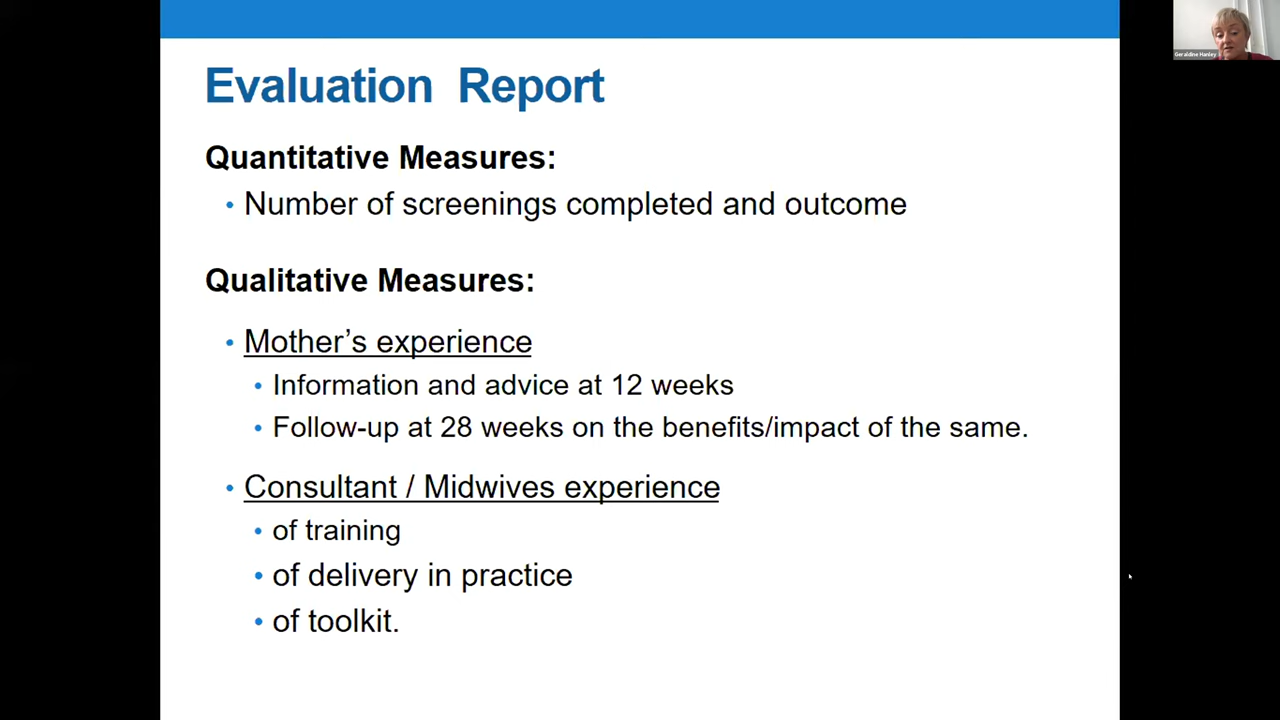 Geraldine Hanley
Evaluation Report
Quantitative Measures:
• Number of screenings completed and outcome
Qualitative Measures:
• Mother’s experience
• Information and advice at 12 weeks
• Follow-up at 28 weeks on the benefits/impact of the same.
• Consultant / Midwives experience
• of training
• of delivery in practice
• of toolkit.